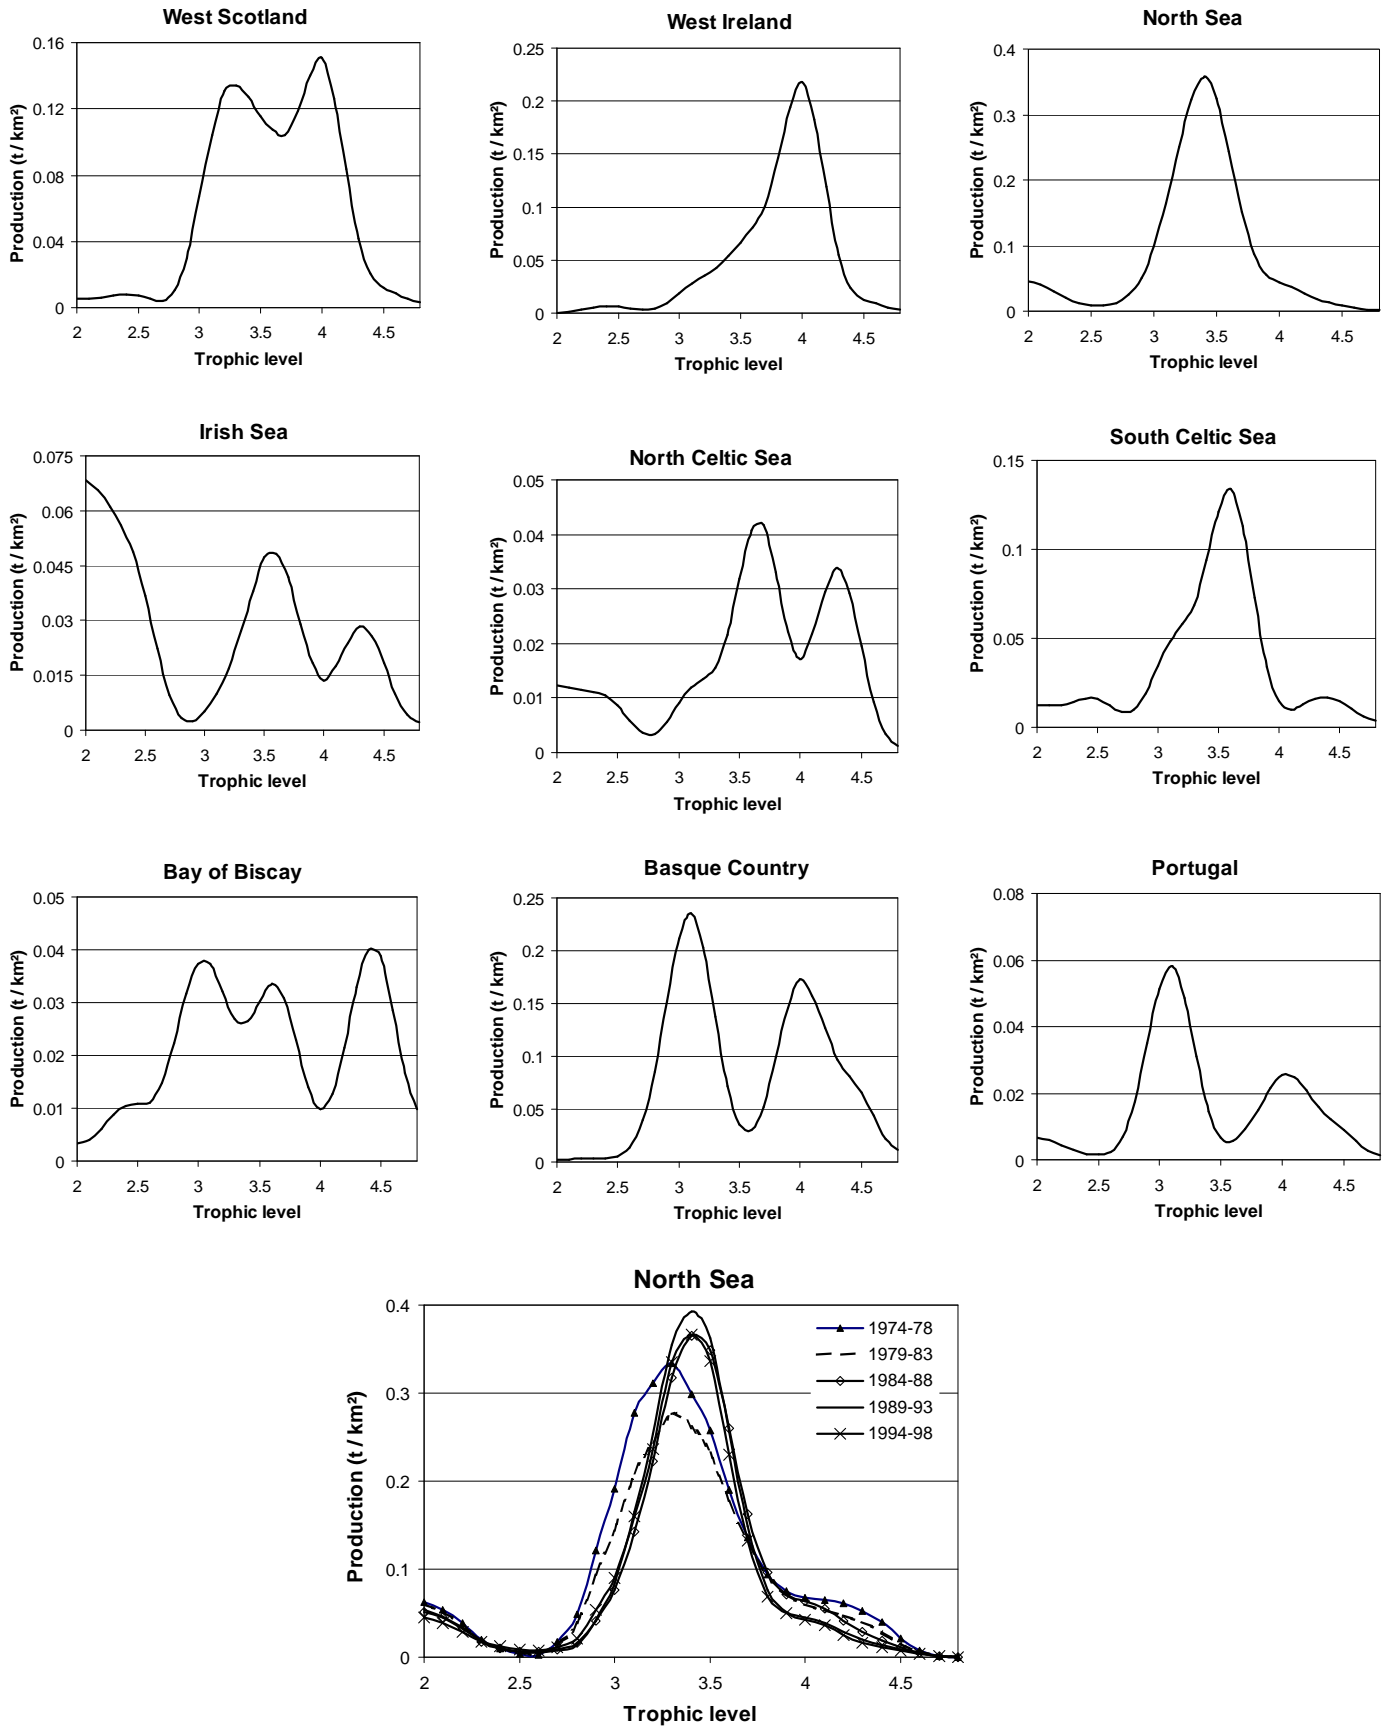 West Scotland
Production (t / km²)
0.16
0.12
0.08
0.04
0
2 2.5 3 3.5 4 4.5
Trophic level
West Ireland
Production (t / km²)
0.25
0.2
0.15
0.1
0.05
0
2 2.5 3 3.5 4 4.5
Trophic level
North Sea
Production (t / km²)
0.4
0.3
0.2
0.1
0
2 2.5 3 3.5 4 4.5
Trophic level
Irish Sea
Production (t / km²)
0.075
0.06
0.045
0.03
0.015
0
2 2.5 3 3.5 4 4.5
Trophic level
North Celtic Sea
Production (t / km²)
0.05
0.04
0.03
0.02
0.01
0
2 2.5 3 3.5 4 4.5
Trophic level
South Celtic Sea
Production (t / km²)
0.15
0.1
0.05
0
2 2.5 3 3.5 4 4.5
Trophic level
Bay of Biscay
Production (t / km²)
0.05
0.04
0.03
0.02
0.01
0
2 2.5 3 3.5 4 4.5
Trophic level
Basque Country
Production (t / km²)
0.25
0.2
0.15
0.1
0.05
0
2 2.5 3 3.5 4 4.5
Trophic level
Portugal
Production (t / km²)
0.08
0.06
0.04
0.02
0
2 2.5 3 3.5 4 4.5
Trophic level
North Sea
Production (t / km²)
0.4
0.3
0.2
0.1
0
1974-78
1979-83
1984-88
1989-93
1994-98
2 2.5 3 3.5 4 4.5
Trophic level